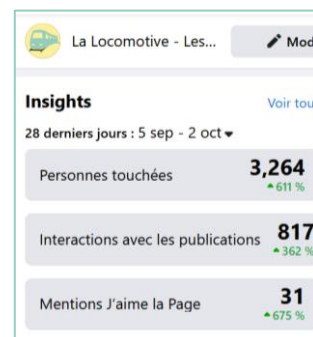 La Locomotive - Les...
Mod
Insights
Voir tou
28 derniers jours : 5 sep - 2 oct
Personnes touchées
3,264
611 %
Interactions avec les publications
817
362 %
Mentions J'aime la Page
31
675 %